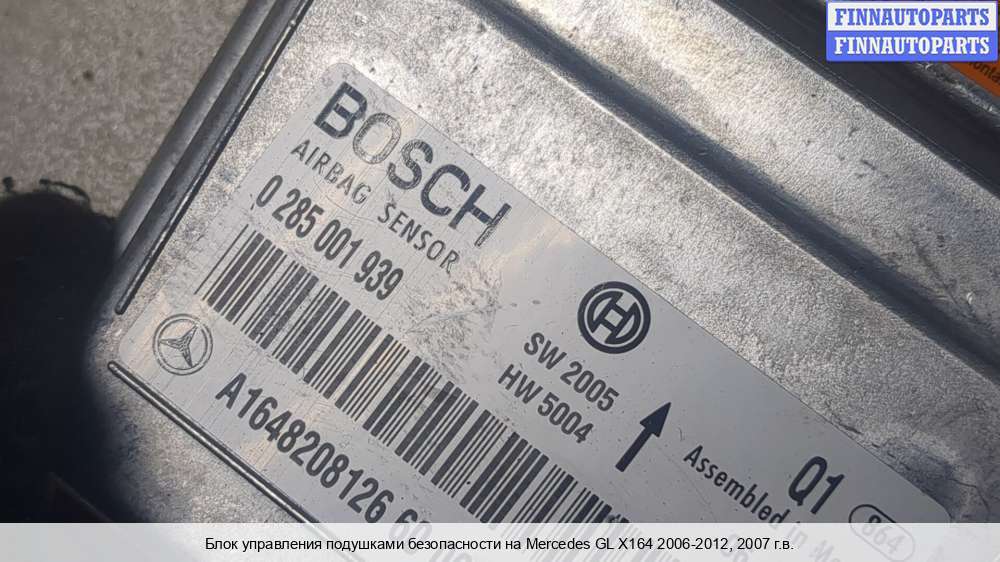 FINNAUTOPARTS
FINNAUTOPARTS
BOSCH
AIRBAG SENSOR
0 285 001 939
SW 2005
HW 5004
A1648208126
Assembled in
Q1
864
Блок управления подушками безопасности на Mercedes GL X164 2006-2012, 2007 г.в.